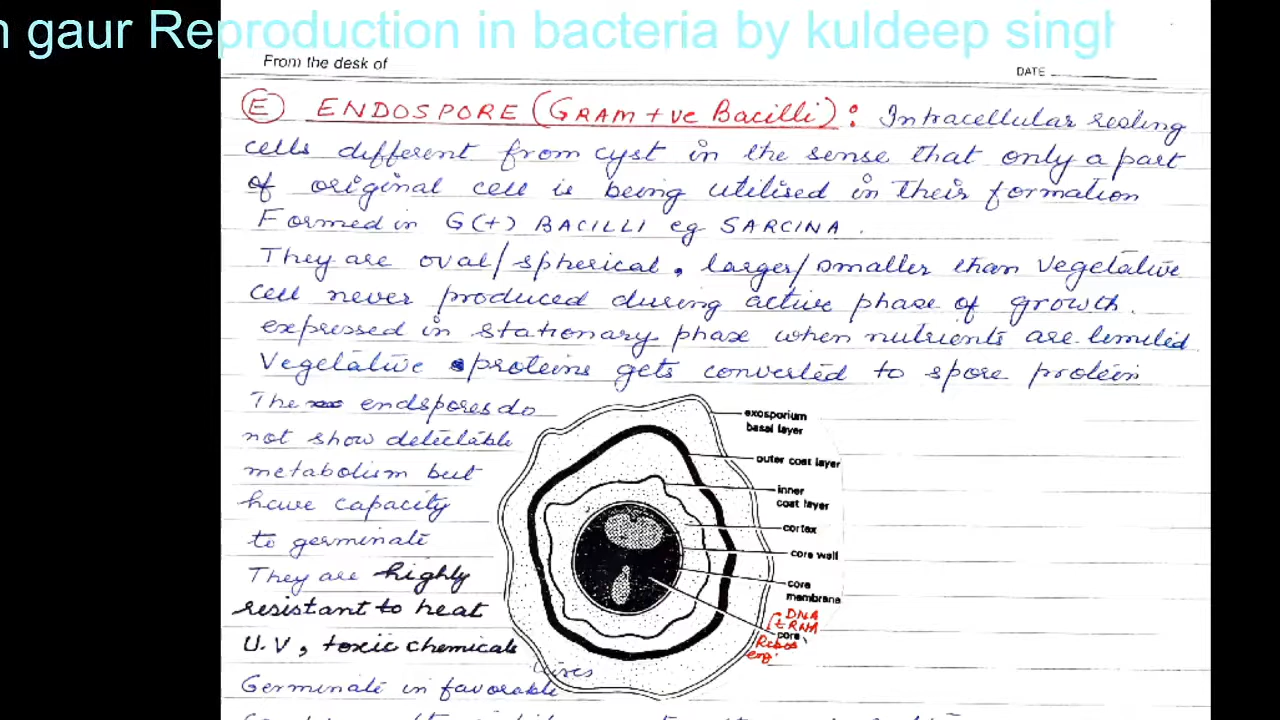 n gaur Reproduction in bacteria by kuldeep singh
From the desk of
DATE
(E) ENDOSPORE (GRAM +ve Bacilli) : Intracellular resting
cells different from cyst in the sense that only a part
of original cell is being utilised in their formation
Formed in G(+) BACILLI eg SARCINA.
They are oval/spherical, larger/smaller than vegetative
cell never produced during active phase of growth.
expressed in stationary phase when nutrients are limited
Vegetative proteins gets converted to spore protein
The endspores do
not show detectable
metabolism but
have capacity
to germinate
They are highly
resistant to heat
U.V, toxic chemicals
Germinate in favorable
exosporium
basal layer
outer coat layer
inner
coat layer
cortex
core wall
core
membrane
DNA
t RNA
core
Ribos
enz.